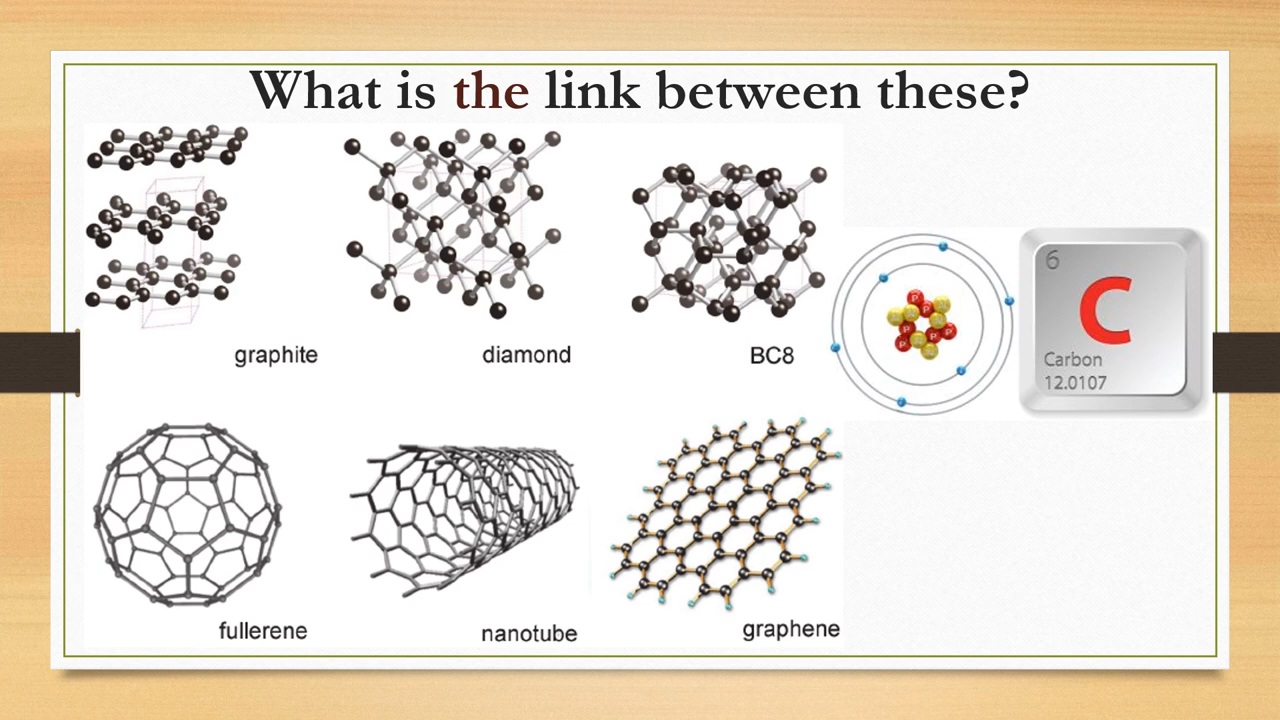 What is the link between these?
graphite
diamond
BC8
6
C
Carbon
12.0107
P
P
P
P
P
P
fullerene
nanotube
graphene